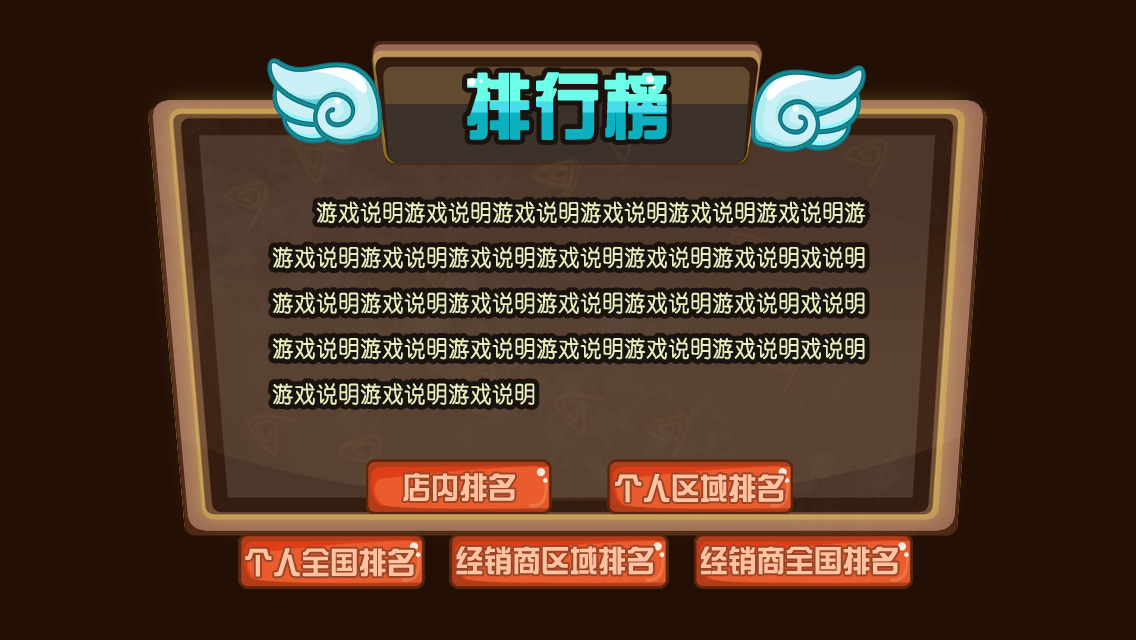 排行榜
游戏说明游戏说明游戏说明游戏说明游戏说明游戏说明游
游戏说明游戏说明游戏说明游戏说明游戏说明游戏说明戏说明
游戏说明游戏说明游戏说明游戏说明游戏说明游戏说明戏说明
游戏说明游戏说明游戏说明游戏说明游戏说明游戏说明戏说明
游戏说明游戏说明游戏说明
店内排名
个人区域排名
个人全国排名
经销商区域排名
经销商全国排名